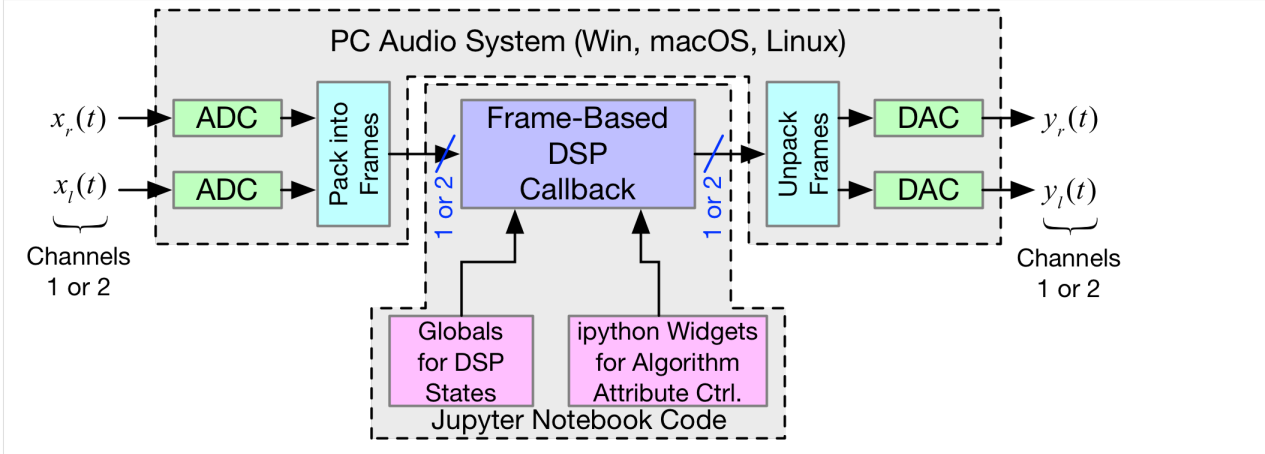 PC Audio System (Win, macOS, Linux)
x_r(t)
ADC
Pack into
Frames
Frame-Based
DSP
Callback
Unpack
Frames
DAC
y_r(t)
x_l(t)
ADC
1 or 2
1 or 2
DAC
y_l(t)
Channels
1 or 2
Channels
1 or 2
Globals
for DSP
States
ipython Widgets
for Algorithm
Attribute Ctrl.
Jupyter Notebook Code